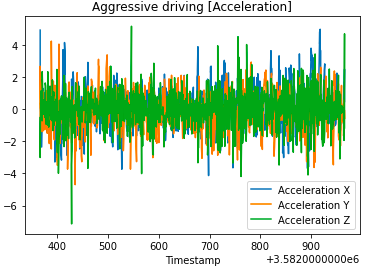 Aggressive driving [Acceleration]
4
2
0
−2
−4
−6
400
500
600
700
800
900
+3.5820000000e6
Timestamp
Acceleration X
Acceleration Y
Acceleration Z